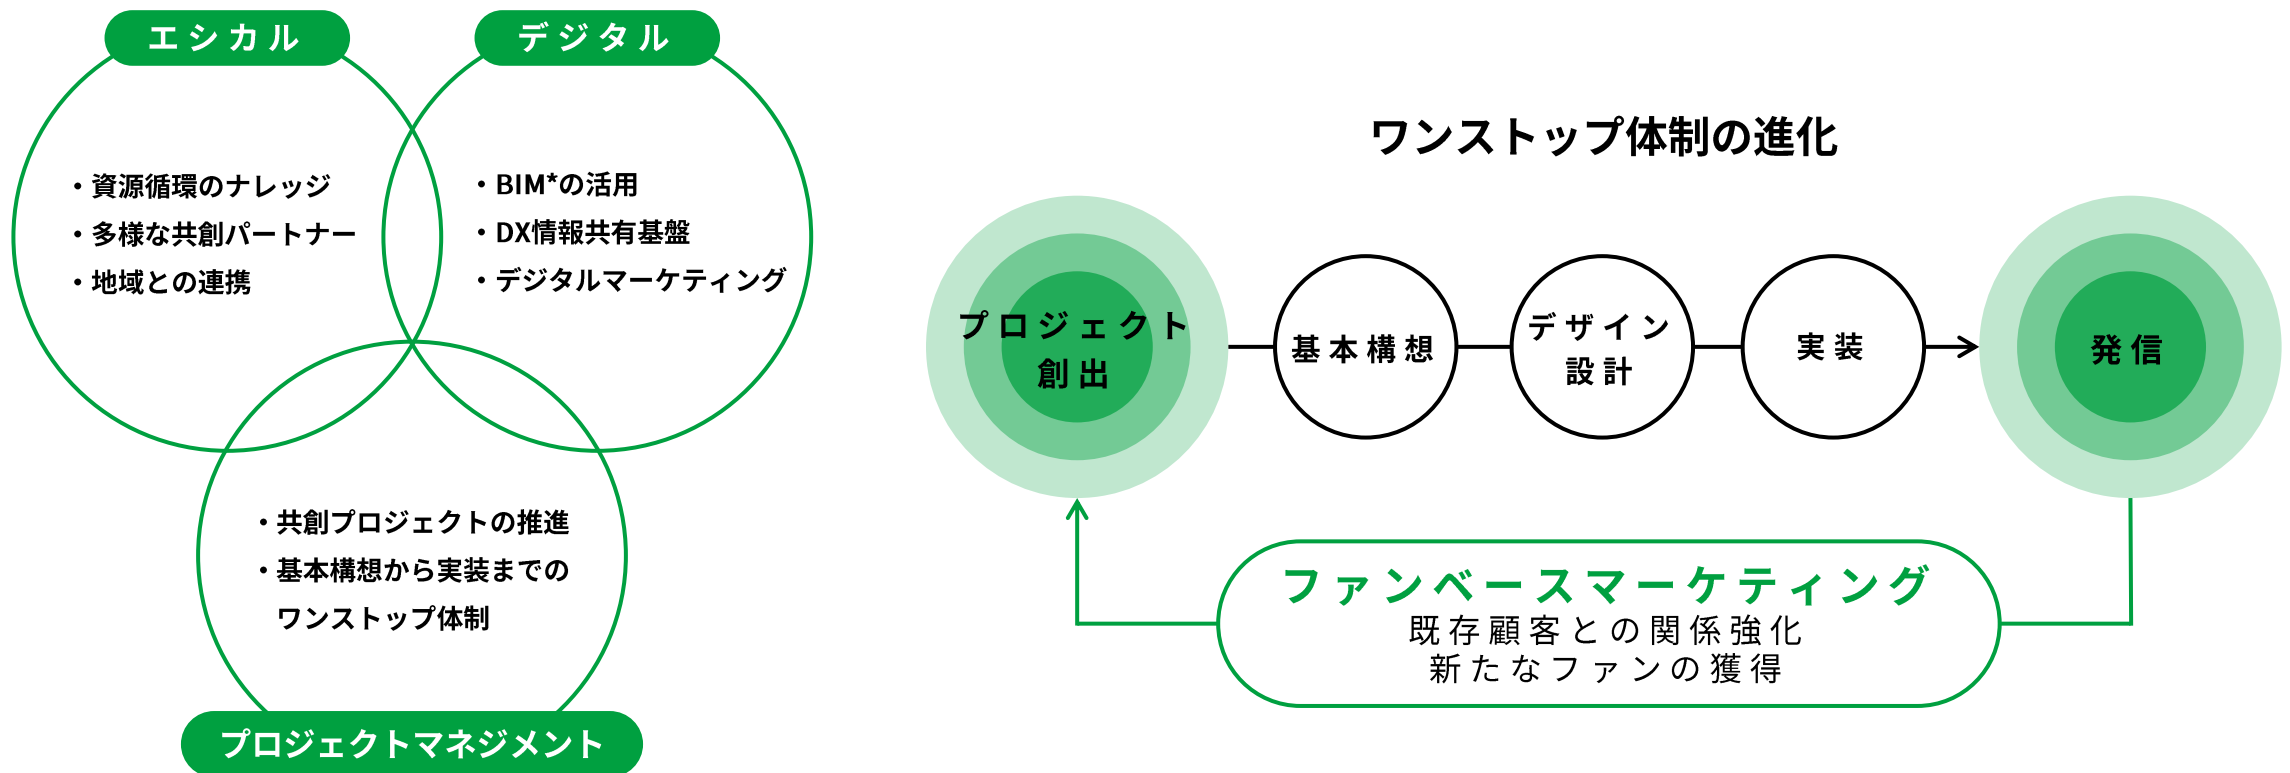 エシカル
・資源循環のナレッジ
・多様な共創パートナー
・地域との連携
デジタル
・BIM*の活用
・DX情報共有基盤
・デジタルマーケティング
・共創プロジェクトの推進
・基本構想から実装までの
ワンストップ体制
プロジェクトマネジメント
ワンストップ体制の進化
プロジェクト
創出
基本構想
デザイン
設計
実装
発信
ファンベースマーケティング
既存顧客との関係強化
新たなファンの獲得